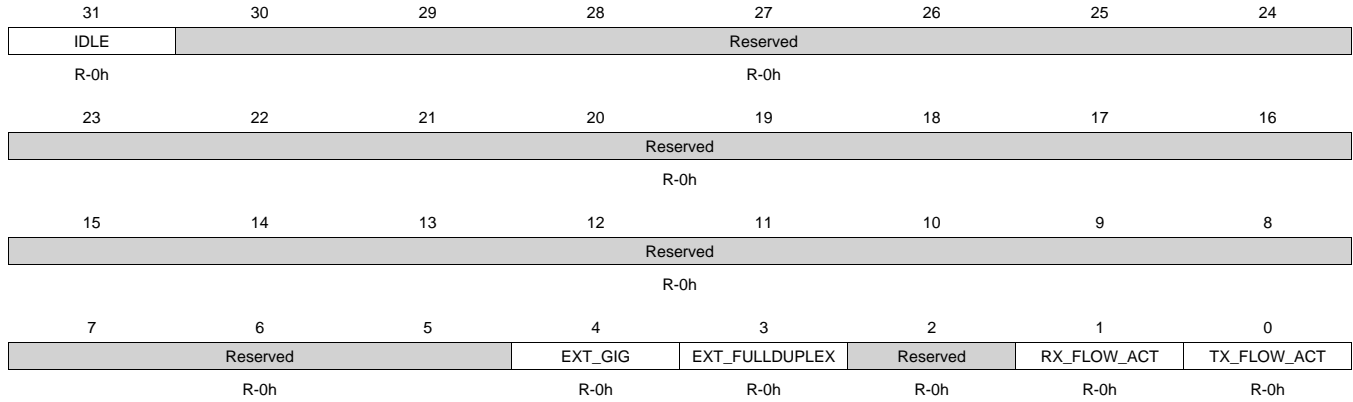 31 30 29 28 27 26 25 24
IDLE Reserved
R-0h R-0h
23 22 21 20 19 18 17 16
Reserved
R-0h
15 14 13 12 11 10 9 8
Reserved
R-0h
7 6 5 4 3 2 1 0
Reserved EXT_GIG EXT_FULLDUPLEX Reserved RX_FLOW_ACT TX_FLOW_ACT
R-0h R-0h R-0h R-0h R-0h R-0h